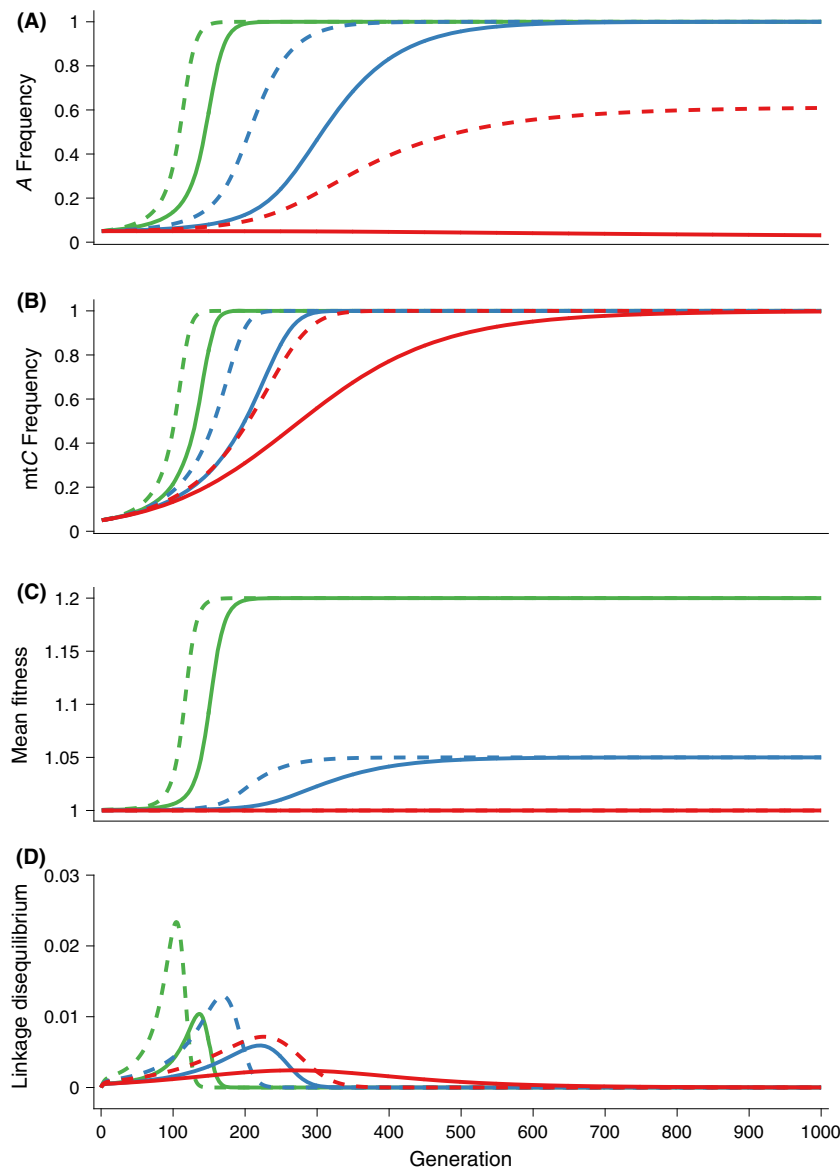 (A)
1
0.8
0.6
0.4
0.2
0
A Frequency
(B)
1
0.8
0.6
0.4
0.2
0
mtC Frequency
(C)
1.2
1.15
1.1
1.05
1
Mean fitness
(D)
0.03
0.02
0.01
0
Linkage disequilibrium
0 100 200 300 400 500 600 700 800 900 1000
Generation